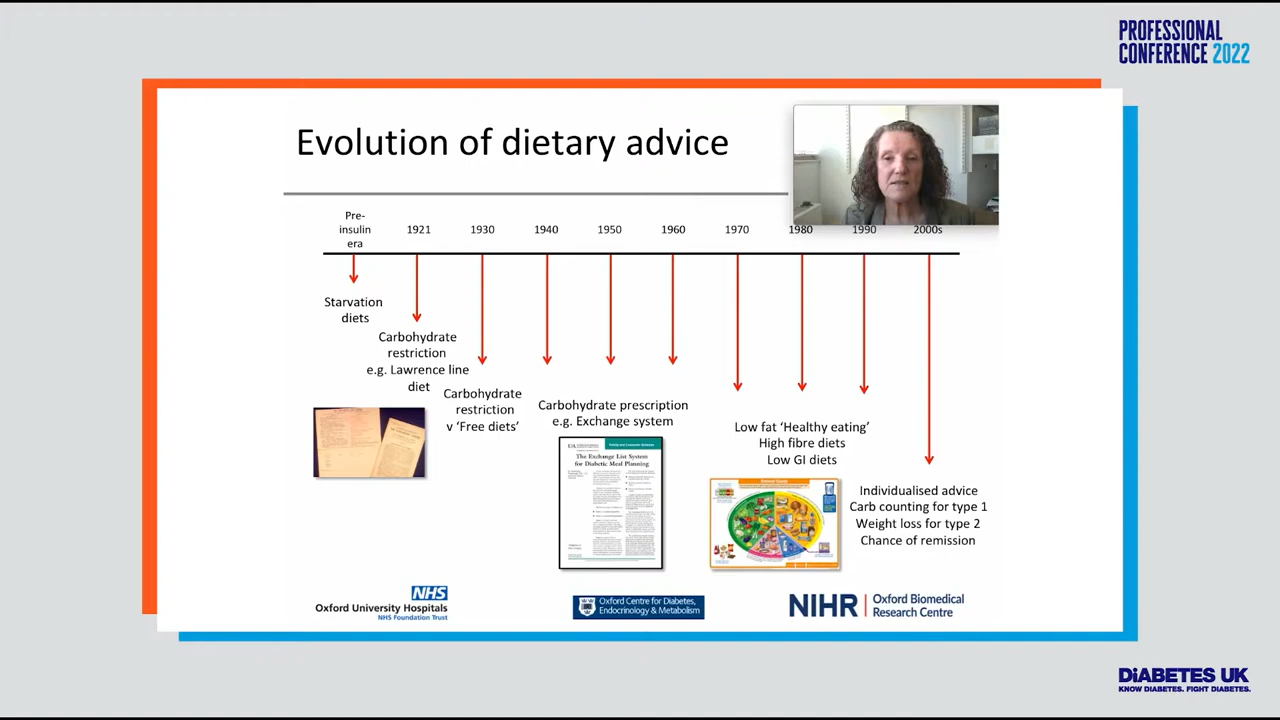 PROFESSIONAL
CONFERENCE 2022
Evolution of dietary advice
Pre-
insulin
era
1921
1930
1940
1950
1960
1970
1980
1990
2000s
Starvation
diets
Carbohydrate
restriction
e.g. Lawrence line
diet
Carbohydrate
restriction
v ‘Free diets’
Carbohydrate prescription
e.g. Exchange system
The Exchange List System
for Diabetic Meal Planning
Low fat ‘Healthy eating’
High fibre diets
Low GI diets
Individualised advice
Carb counting for type 1
Weight loss for type 2
Chance of remission
NHS
Oxford University Hospitals
NHS Foundation Trust
Oxford Centre for Diabetes,
Endocrinology & Metabolism
NIHR
Oxford Biomedical
Research Centre
DiABETES UK
KNOW DIABETES. FIGHT DIABETES.